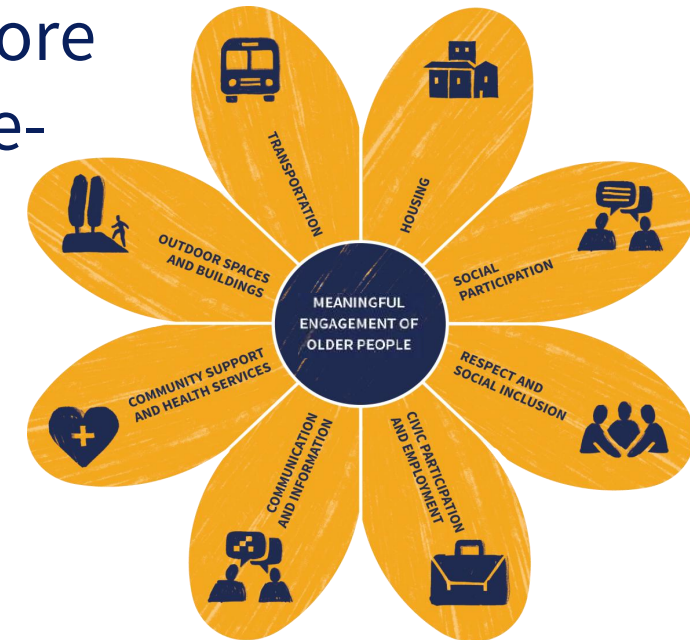 ore
e-
TRANSPORTATION
HOUSING
SOCIAL
PARTICIPATION
RESPECT AND
SOCIAL INCLUSION
CIVIC PARTICIPATION
AND EMPLOYMENT
COMMUNICATION
AND INFORMATION
COMMUNITY SUPPORT
AND HEALTH SERVICES
OUTDOOR SPACES
AND BUILDINGS
MEANINGFUL
ENGAGEMENT OF
OLDER PEOPLE